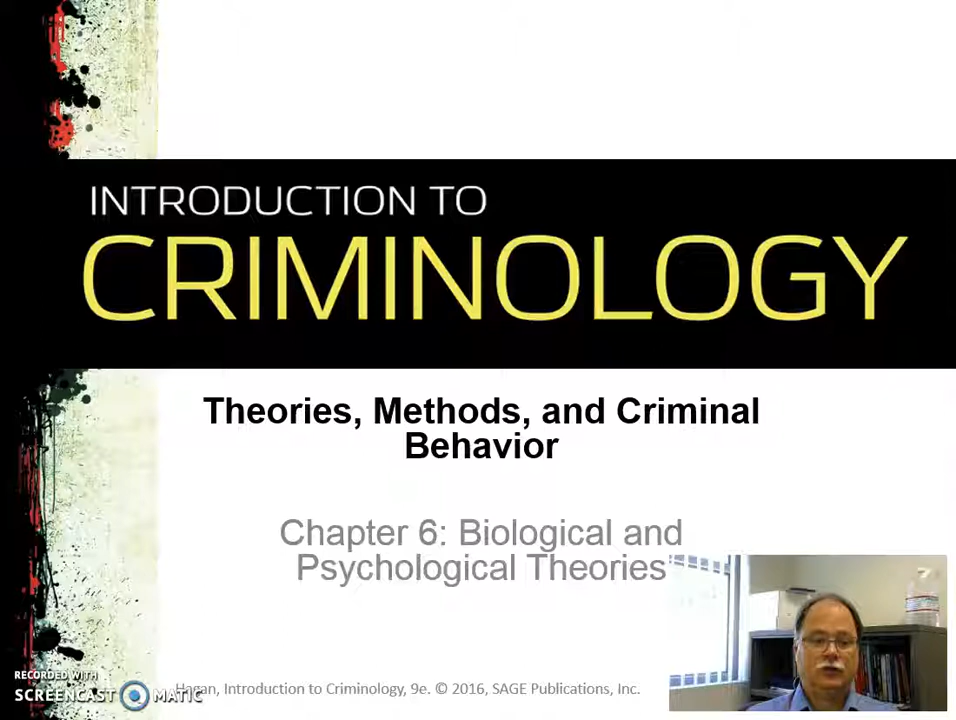 INTRODUCTION TO
CRIMINOLOGY
Theories, Methods, and Criminal
Behavior
Chapter 6: Biological and
Psychological Theories
RECORDED WITH
SCREENCAST MATIC
Introduction to Criminology, 9e. © 2016, SAGE Publications, Inc.